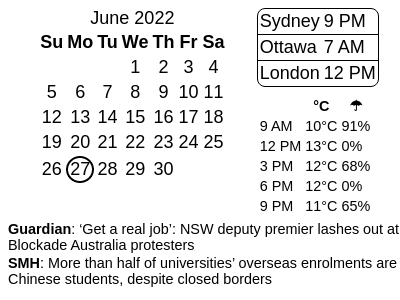 June 2022
Su Mo Tu We Th Fr Sa
1 2 3 4
5 6 7 8 9 10 11
12 13 14 15 16 17 18
19 20 21 22 23 24 25
26 27 28 29 30
Sydney 9 PM
Ottawa 7 AM
London 12 PM
°C ☂
9 AM 10°C 91%
12 PM 13°C 0%
3 PM 12°C 68%
6 PM 12°C 0%
9 PM 11°C 65%
Guardian: ‘Get a real job’: NSW deputy premier lashes out at
Blockade Australia protesters
SMH: More than half of universities’ overseas enrolments are
Chinese students, despite closed borders